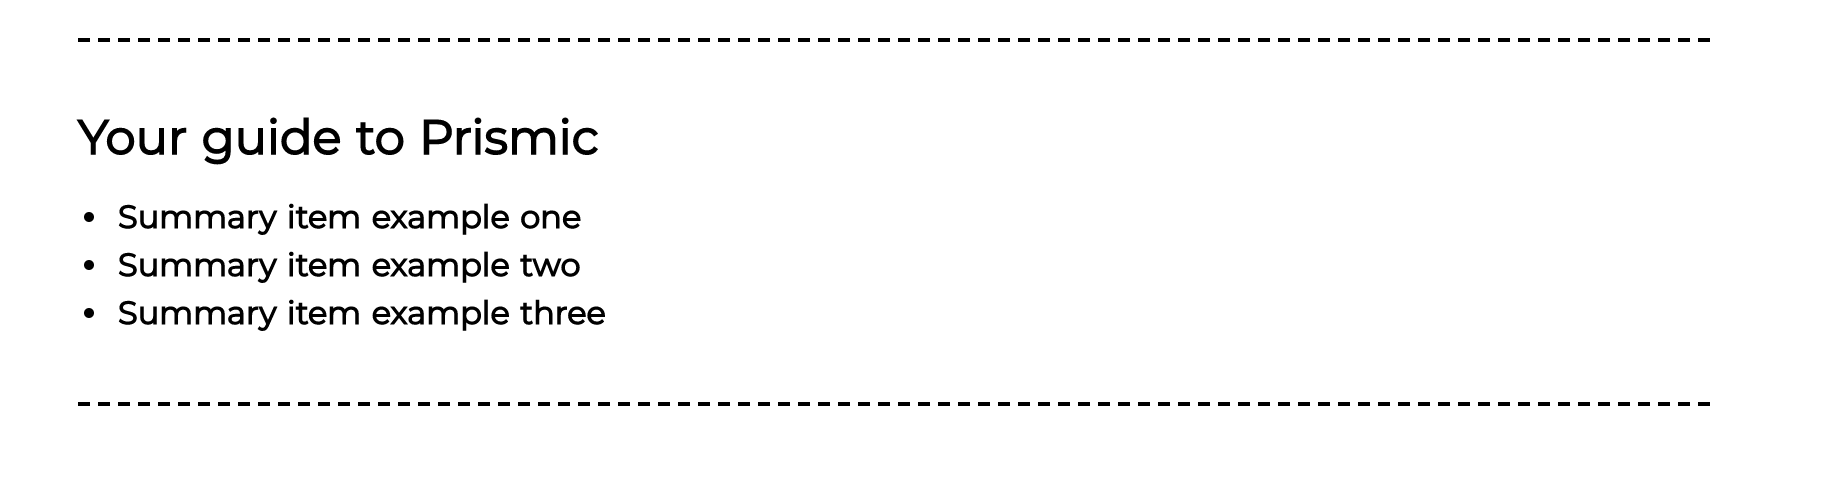 Your guide to Prismic
• Summary item example one
• Summary item example two
• Summary item example three